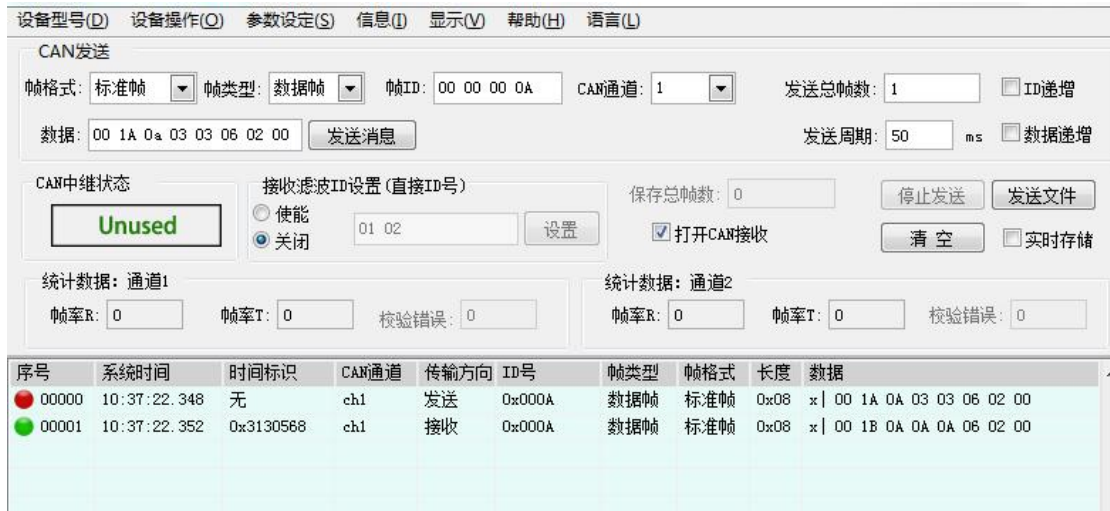 设备型号(D) 设备操作(O) 参数设定(S) 信息(I) 显示(V) 帮助(H) 语言(L)
CAN发送
帧格式: 标准帧 帧类型: 数据帧 帧ID: 00 00 00 0A CAN通道: 1 发送总帧数: 1 ID递增
数据: 00 1A 0a 03 03 06 02 00 发送消息 发送周期: 50 ms 数据递增
CAN中继状态 接收滤波ID设置(直接ID号) 保存总帧数: 0 停止发送 发送文件
Unused 使能 01 02 设置 打开CAN接收 清 空 实时存储
关闭
统计数据: 通道1 统计数据: 通道2
帧率R: 0 帧率T: 0 校验错误: 0 帧率R: 0 帧率T: 0 校验错误: 0
序号 系统时间 时间标识 CAN通道 传输方向 ID号 帧类型 帧格式 长度 数据
00000 10:37:22.348 无 ch1 发送 0x000A 数据帧 标准帧 0x08 x| 00 1A 0A 03 03 06 02 00
00001 10:37:22.352 0x3130568 ch1 接收 0x000A 数据帧 标准帧 0x08 x| 00 1B 0A 0A 0A 06 02 00